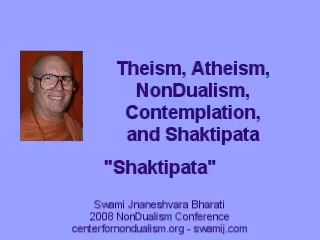 Theism, Atheism,
NonDualism,
Contemplation,
and Shaktipata
"Shaktipata"
Swami Jnaneshvara Bharati
2008 NonDualism Conference
centerfornondualism.org - swamij.com